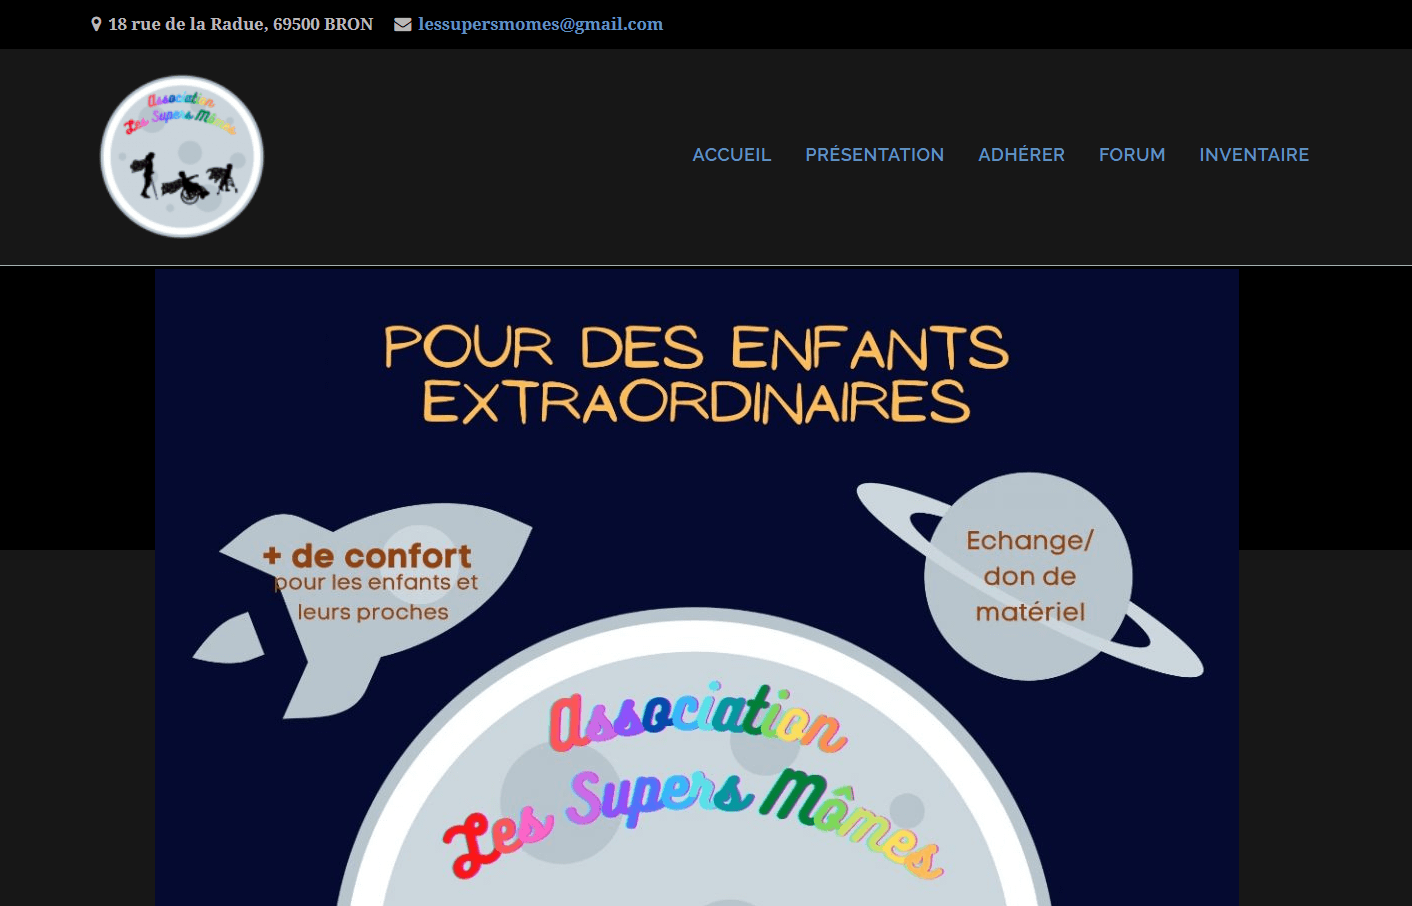 18 rue de la Radue, 69500 BRON lessupersmomes@gmail.com
Association
Les Supers Mômes
ACCUEIL PRÉSENTATION ADHÉRER FORUM INVENTAIRE
POUR DES ENFANTS
EXTRAORDINAIRES
+ de confort
pour les enfants et
leurs proches
Echange/
don de
matériel
Association
Les Supers Mômes